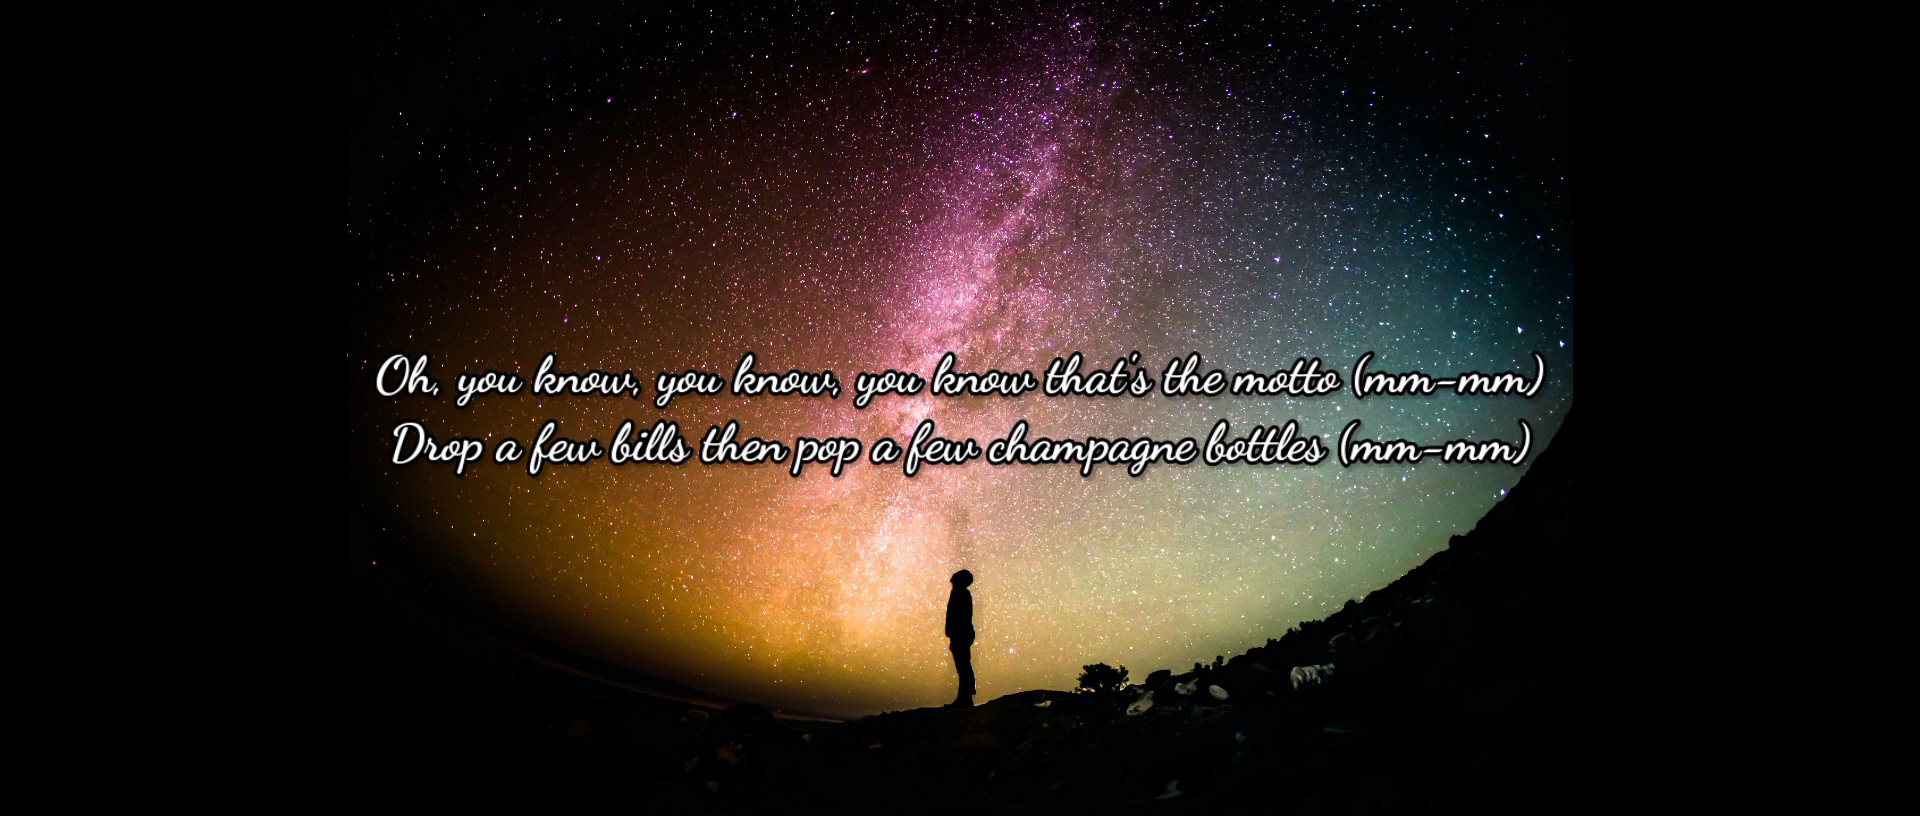 Oh, you know, you know, you know that's the motto (mm-mm)
Drop a few bills then pop a few champagne bottles (mm-mm)